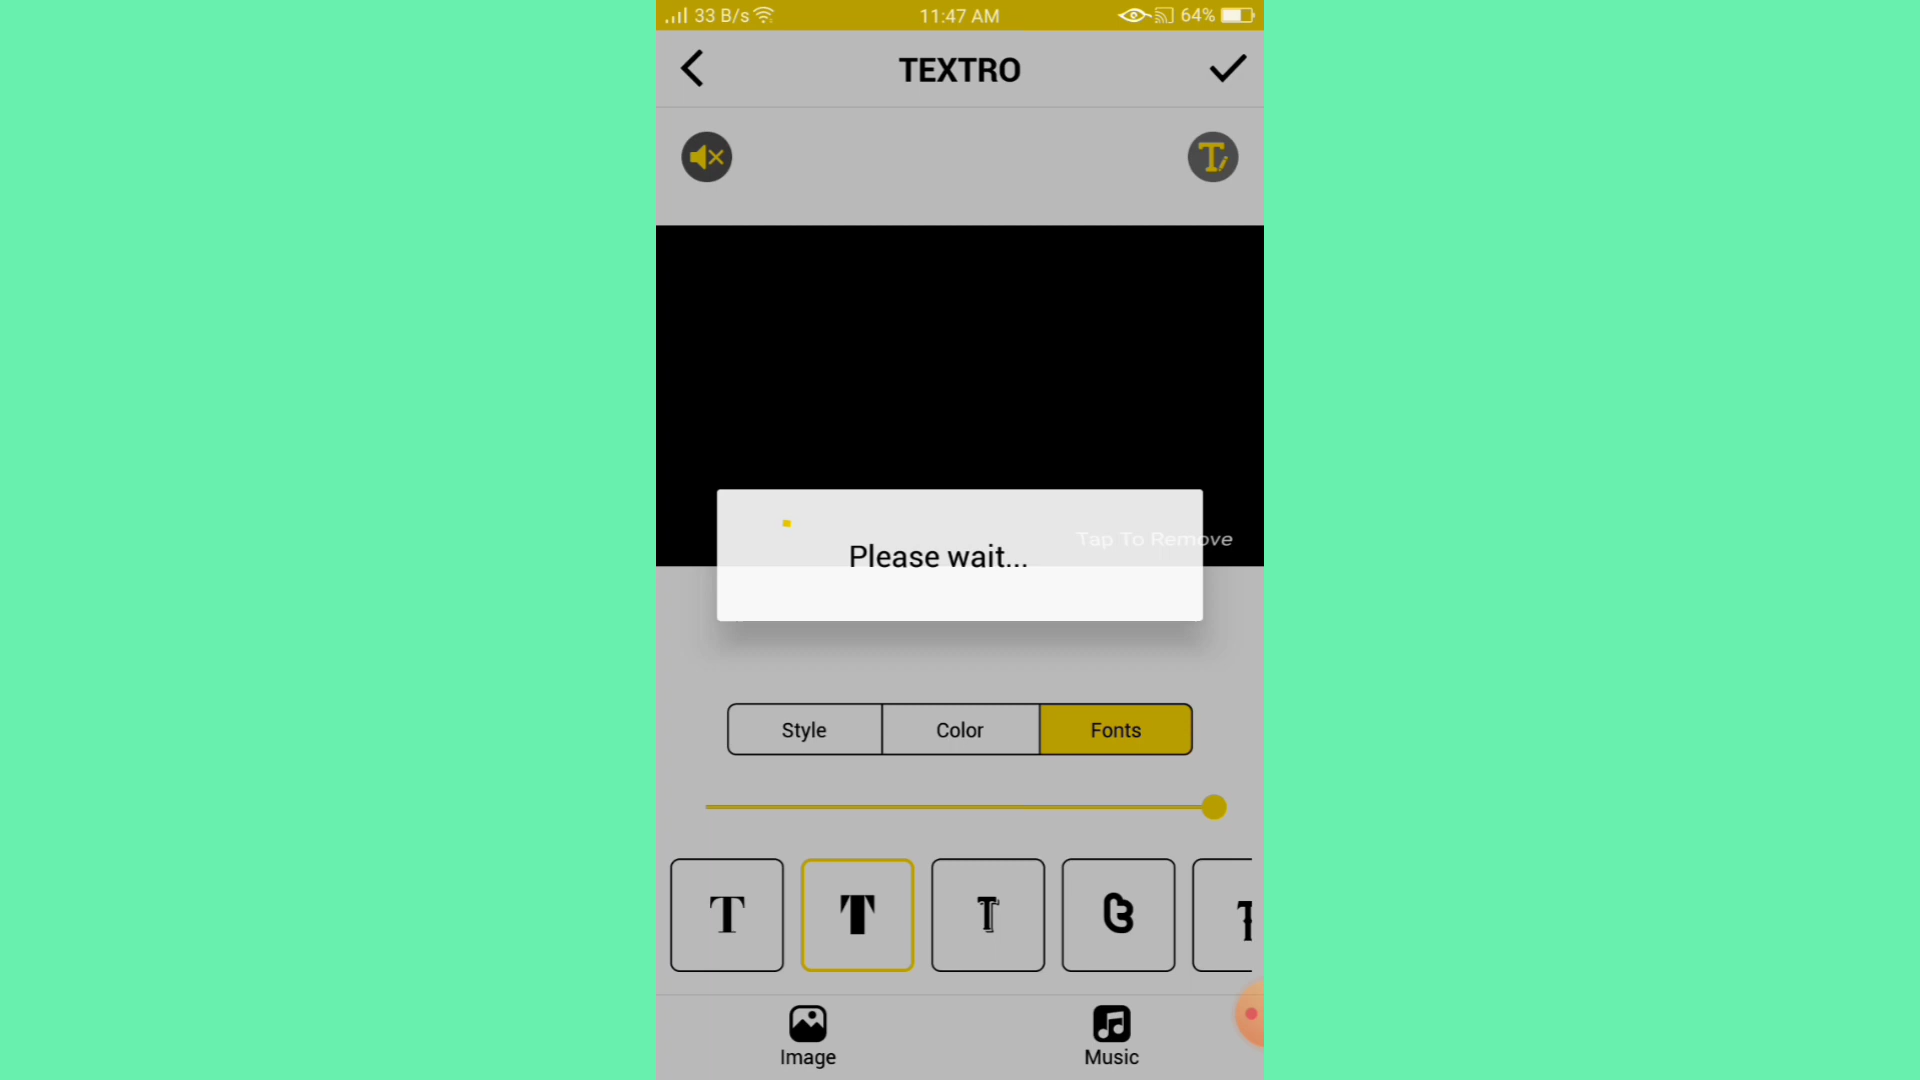 33 B/s 11:47 AM 64%
TEXTRO
Tap To Remove
Please wait...
Style Color Fonts
T T T t T
Image Music